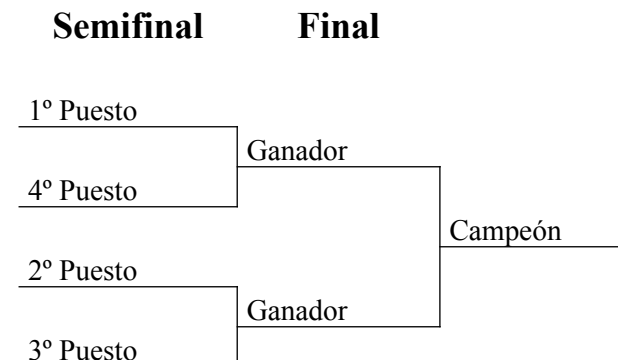 Semifinal Final
1º Puesto
Ganador
4º Puesto
Campeón
2º Puesto
Ganador
3º Puesto